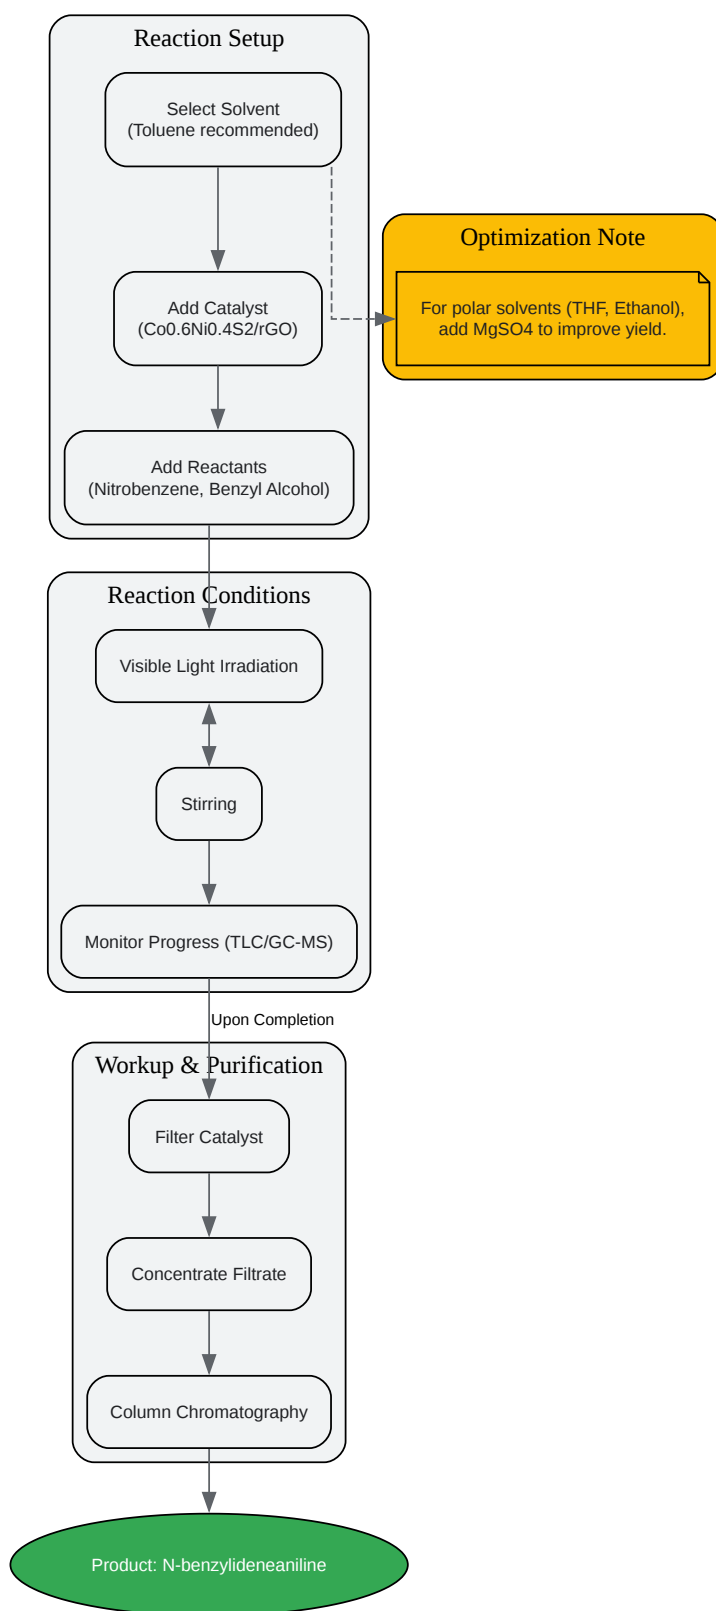 Reaction Setup
Select Solvent
(Toluene recommended)
Optimization Note
For polar solvents (THF, Ethanol),
add MgSO4 to improve yield.
Add Catalyst
(Co0.6Ni0.4S2/rGO)
Add Reactants
(Nitrobenzene, Benzyl Alcohol)
Reaction Conditions
Visible Light Irradiation
Stirring
Monitor Progress (TLC/GC-MS)
Upon Completion
Workup & Purification
Filter Catalyst
Concentrate Filtrate
Column Chromatography
Product: N-benzylideneaniline